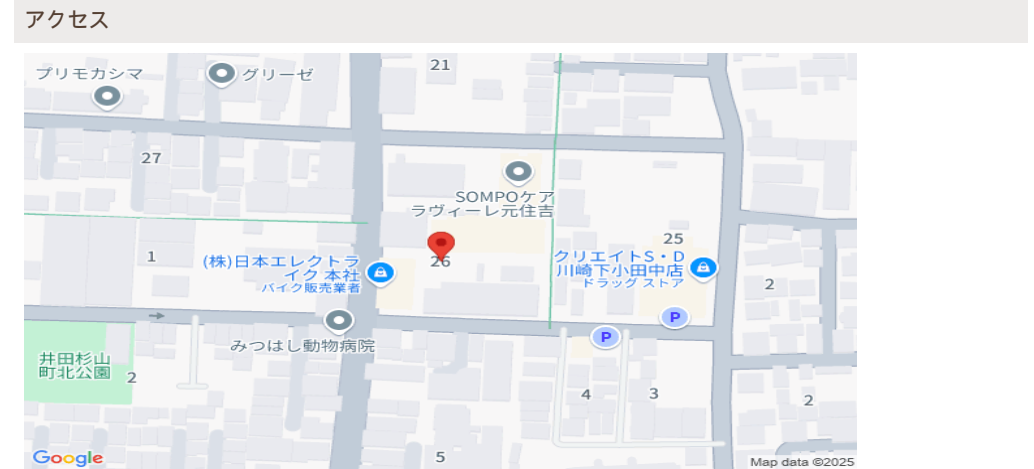 アクセス
21
プリモカシマ
グリーゼ
27
SOMPOケア
ラヴィーレ元住吉
25
1
26
(株)日本エレクトラ
イク 本社
バイク販売業者
クリエイトS・D
川崎下小田中店
ドラッグ ストア
2
P
P
みつはし動物病院
井田杉山
町北公園
2
4
3
2
5
Google
Map data ©2025